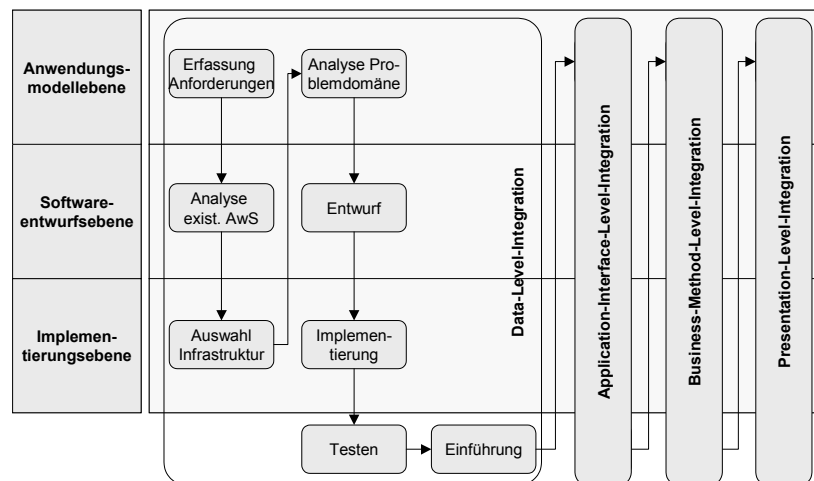 Anwendungs-
modellebene
Erfassung
Anforderungen
Analyse Pro-
blemdomäne
Software-
entwurfsebene
Analyse
exist. AwS
Entwurf
Implemen-
tierungsebene
Auswahl
Infrastruktur
Implemen-
tierung
Testen
Einführung
Data-Level-Integration
Application-Interface-Level-Integration
Business-Method-Level-Integration
Presentation-Level-Integration